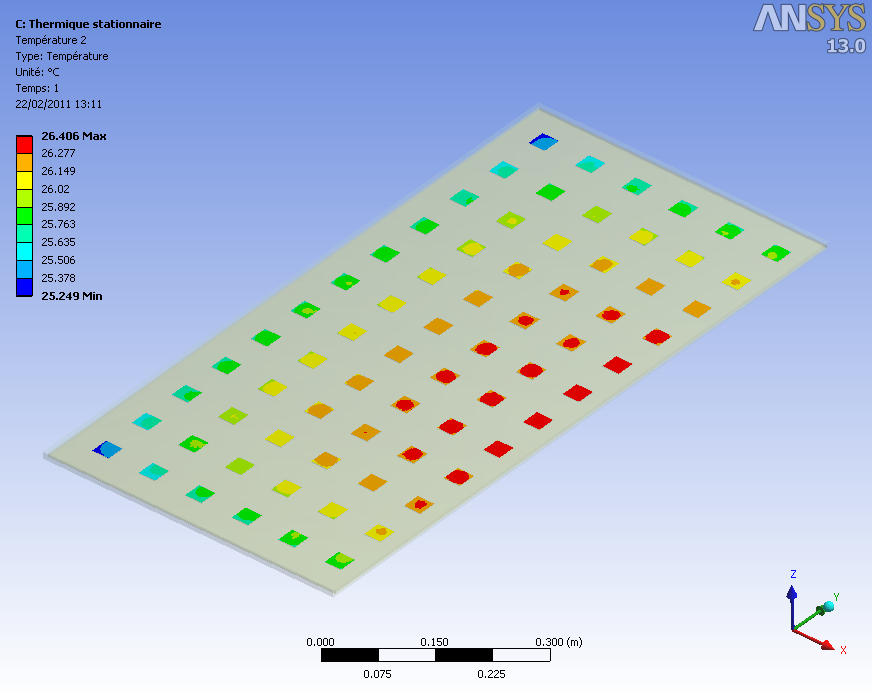 C: Thermique stationnaire
Température 2
Type: Température
Unité: °C
Temps: 1
22/02/2011 13:11
26.406 Max
26.277
26.149
26.02
25.892
25.763
25.635
25.506
25.378
25.249 Min
ANSYS
13.0
Z
Y
X
0.000
0.150
0.300 (m)
0.075
0.225